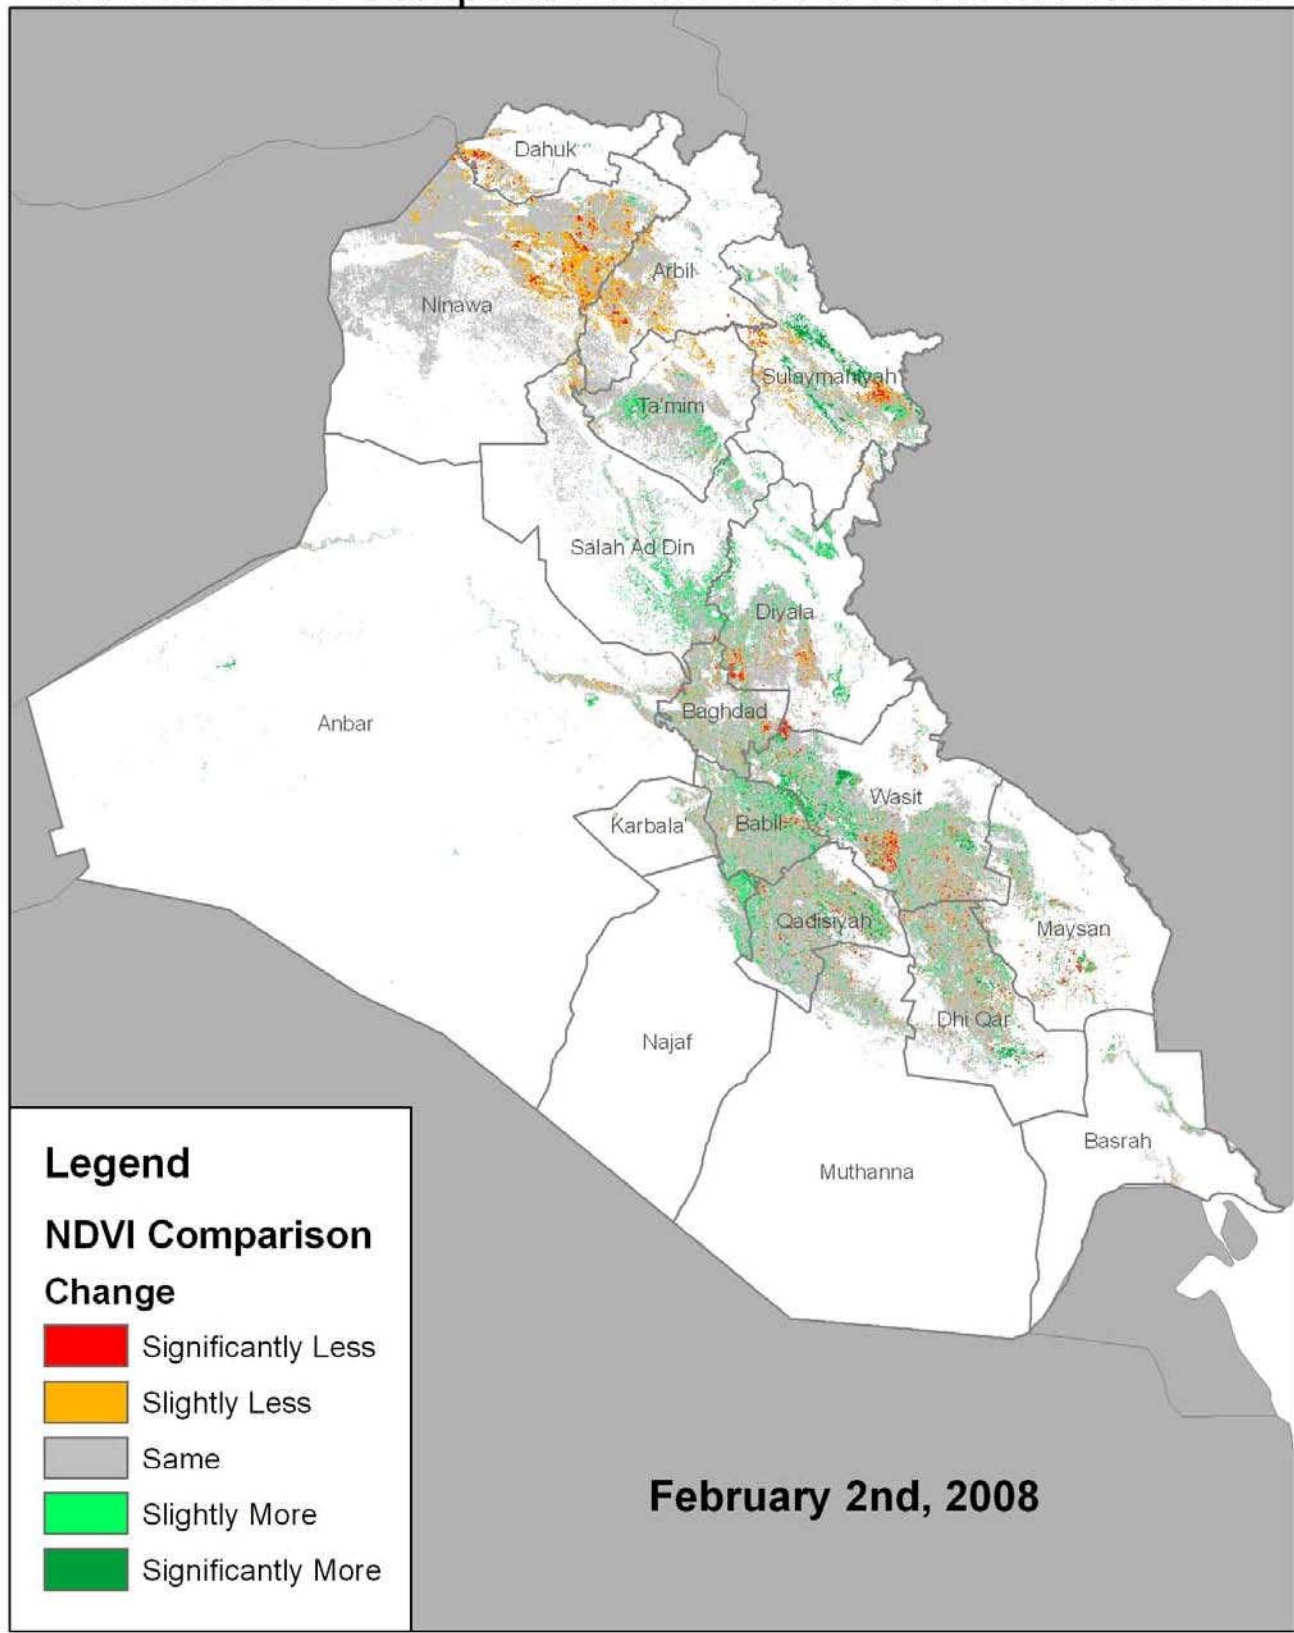 Dahuk
Arbil
Ninawa
Sulaymaniyah
Ta'mim
Salah Ad Din
Diyala
Baghdad
Anbar
Wasit
Karbala'
Babil
Qadisiyah
Maysan
Dhi Qar
Najaf
Basrah
Muthanna
Legend
NDVI Comparison
Change
Significantly Less
Slightly Less
Same
Slightly More
Significantly More
February 2nd, 2008